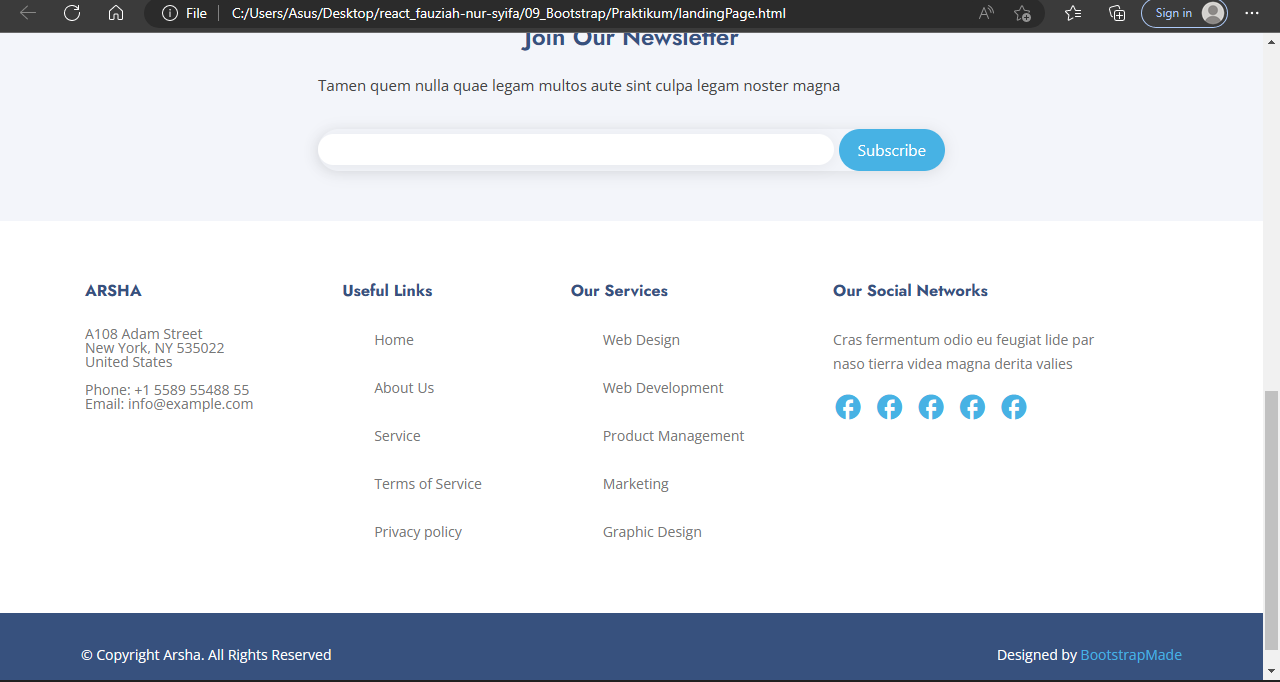 File
C:/Users/Asus/Desktop/react_fauziah-nur-syifa/09_Bootstrap/Praktikum/landingPage.html
Sign in
Join Our Newsletter
Tamen quem nulla quae legam multos aute sint culpa legam noster magna
Subscribe
ARSHA
A108 Adam Street
New York, NY 535022
United States
Phone: +1 5589 55488 55
Email: info@example.com
Useful Links
Home
About Us
Service
Terms of Service
Privacy policy
Our Services
Web Design
Web Development
Product Management
Marketing
Graphic Design
Our Social Networks
Cras fermentum odio eu feugiat lide par
naso tierra videa magna derita valies
© Copyright Arsha. All Rights Reserved
Designed by BootstrapMade